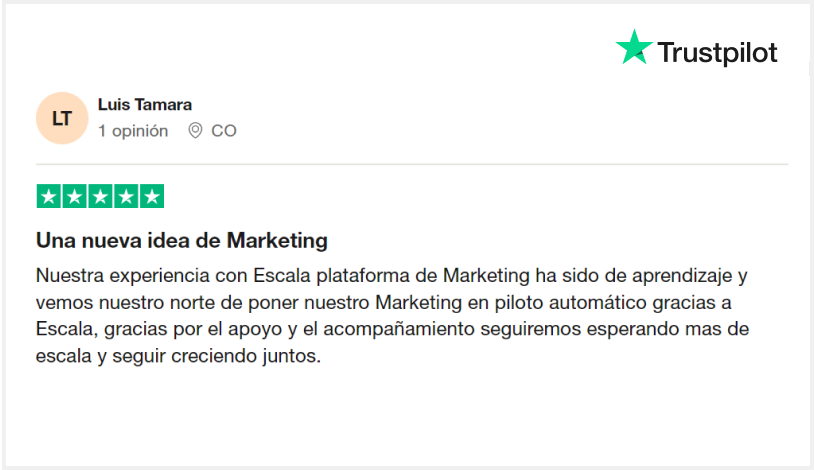 Trustpilot
LT
Luis Tamara
1 opinión CO
Una nueva idea de Marketing
Nuestra experiencia con Escala plataforma de Marketing ha sido de aprendizaje y
vemos nuestro norte de poner nuestro Marketing en piloto automático gracias a
Escala, gracias por el apoyo y el acompañamiento seguiremos esperando mas de
escala y seguir creciendo juntos.